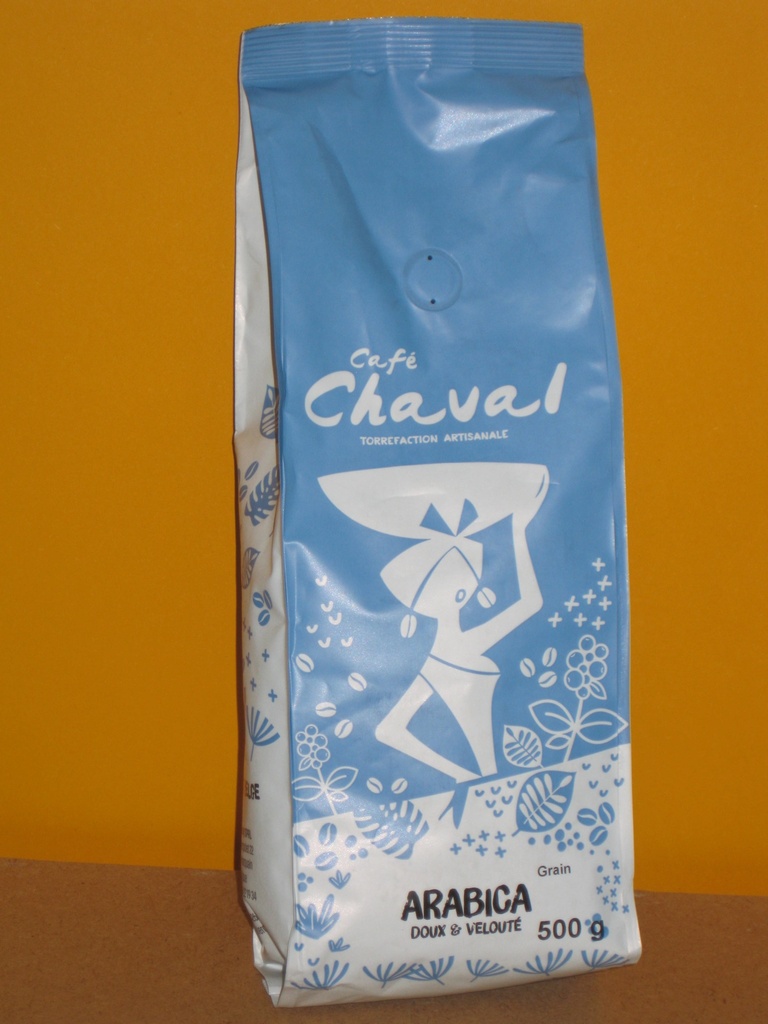 Café
Chaval
TORREFACTION ARTISANALE
Grain
ARABICA
DOUX & VELOUTÉ
500 g